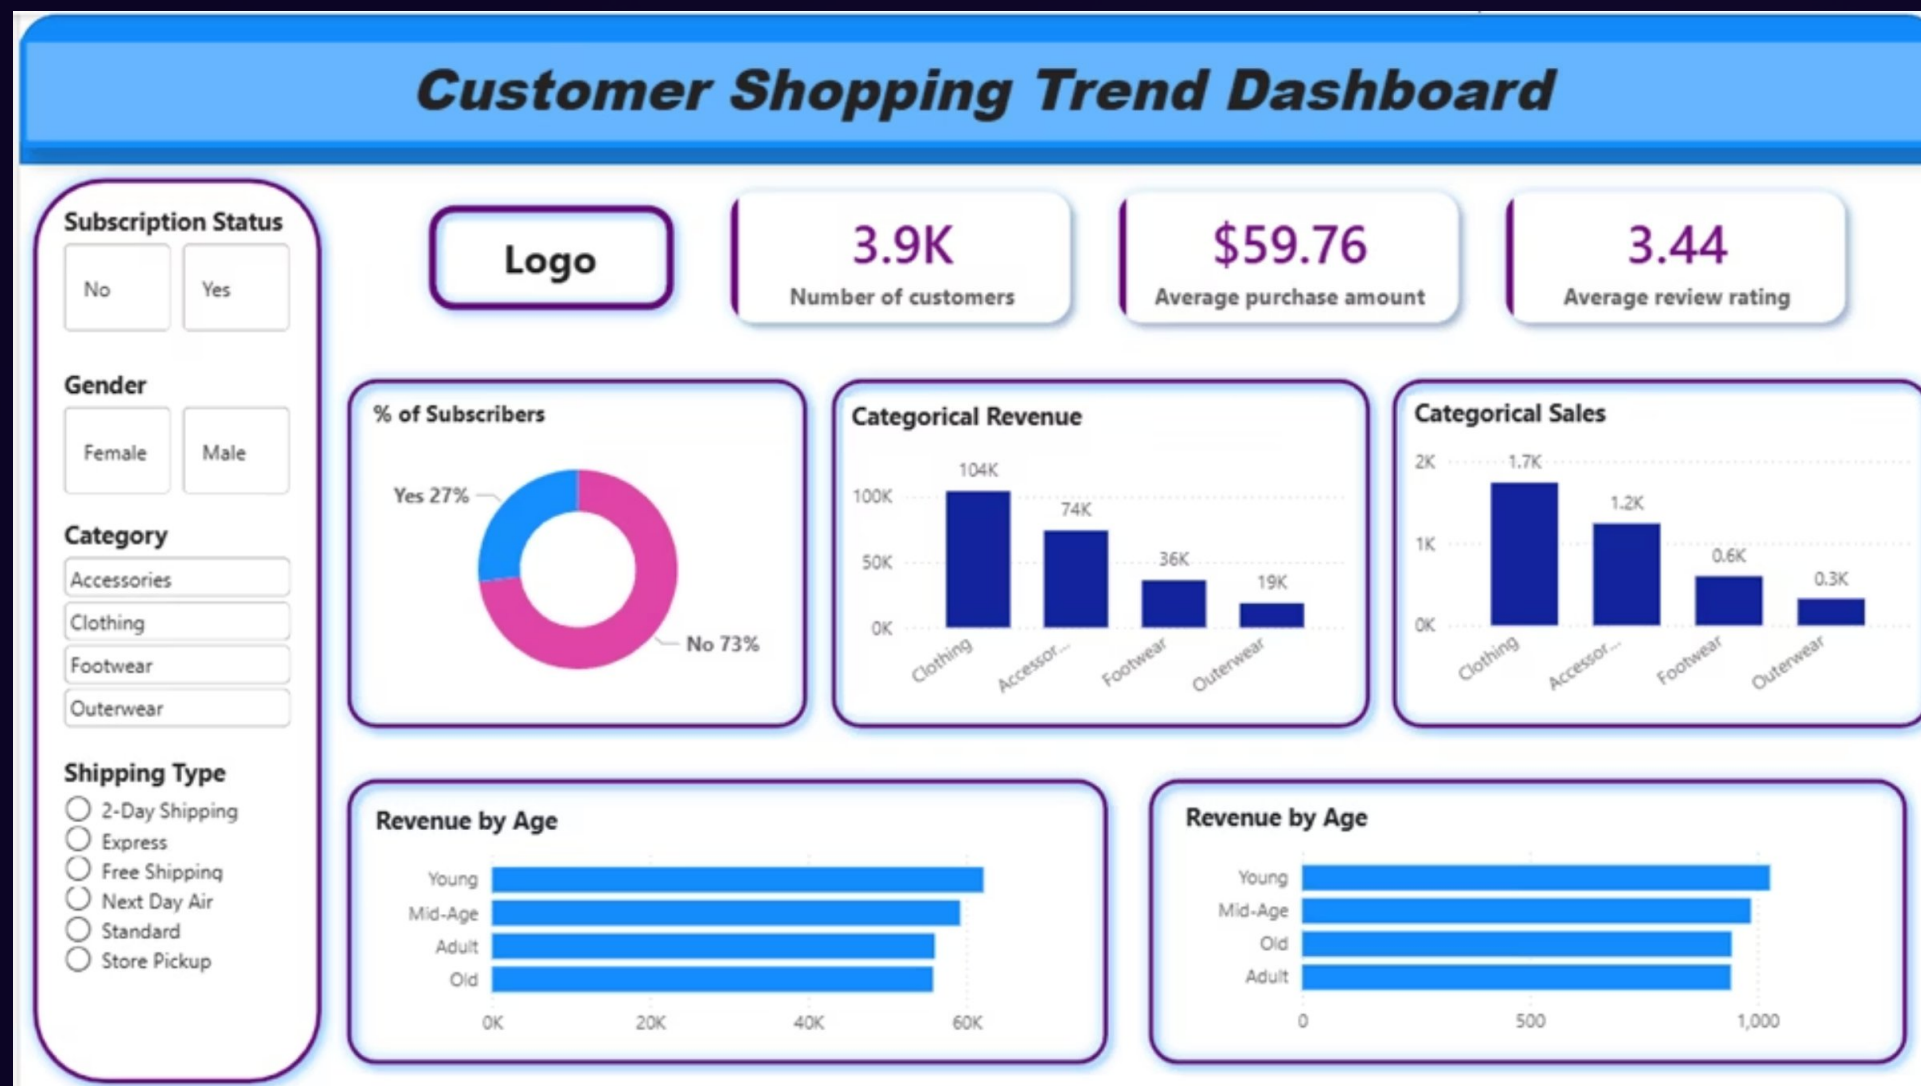 Customer Shopping Trend Dashboard
Subscription Status
No
Yes
Gender
Female
Male
Category
Accessories
Clothing
Footwear
Outerwear
Shipping Type
2-Day Shipping
Express
Free Shipping
Next Day Air
Standard
Store Pickup
Logo
3.9K
Number of customers
$59.76
Average purchase amount
3.44
Average review rating
% of Subscribers
Yes 27%
No 73%
Categorical Revenue
100K
50K
0K
104K
74K
36K
19K
Clothing
Accessor...
Footwear
Outerwear
Categorical Sales
2K
1K
0K
1.7K
1.2K
0.6K
0.3K
Clothing
Accessor...
Footwear
Outerwear
Revenue by Age
Young
Mid-Age
Adult
Old
0K 20K 40K 60K
Revenue by Age
Young
Mid-Age
Old
Adult
0 500 1,000